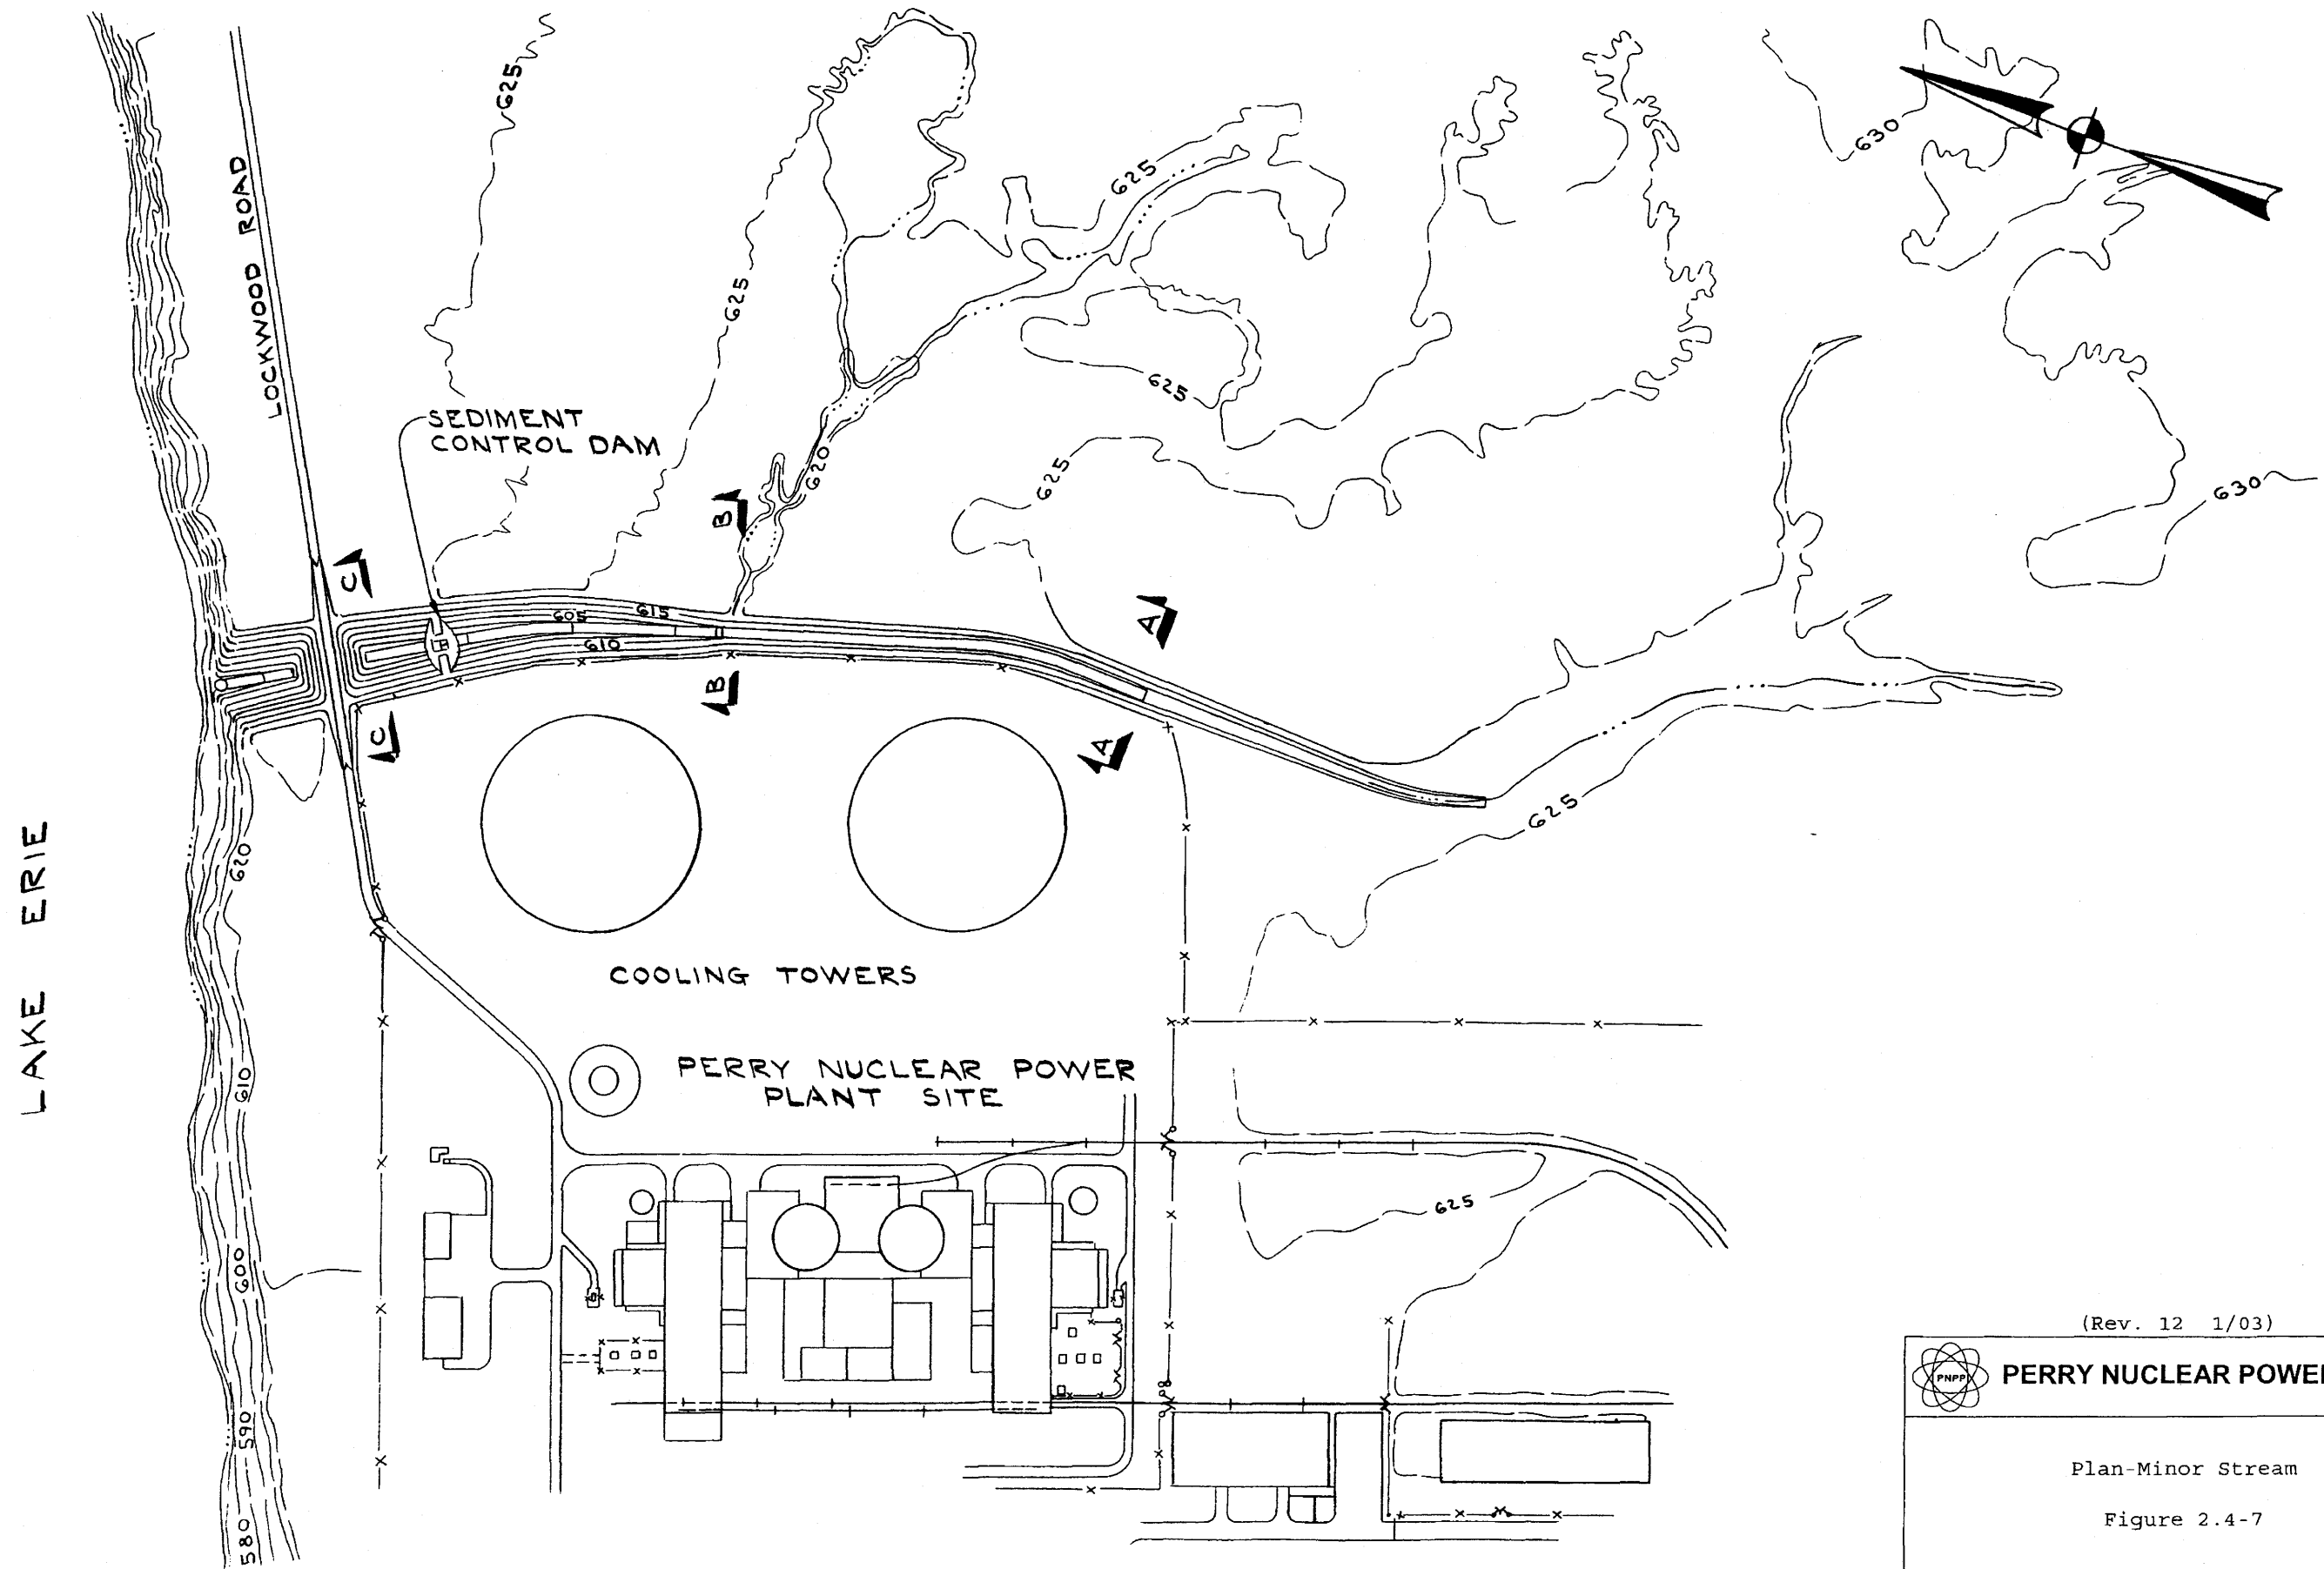 625
LOCKWOOD ROAD
625
625
630
SEDIMENT
CONTROL DAM
620
625
625
630
B
C
615
605
610
A
B
C
A
LAKE ERIE
620
625
COOLING TOWERS
PERRY NUCLEAR POWER
PLANT SITE
610
625
600
590
580
(Rev. 12 1/03)
PNPP
PERRY NUCLEAR POWE
Plan-Minor Stream
Figure 2.4-7